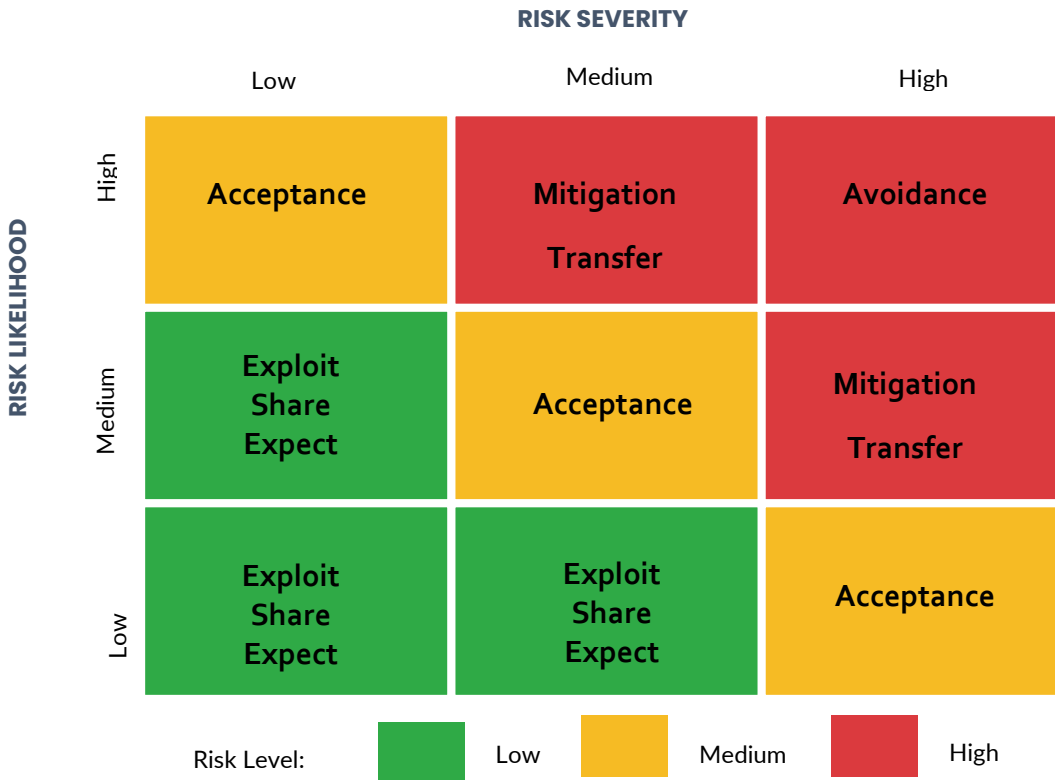 RISK SEVERITY
Low
Medium
High
RISK LIKELIHOOD
High
Acceptance
Mitigation
Transfer
Avoidance
Medium
Exploit
Share
Expect
Acceptance
Mitigation
Transfer
Low
Exploit
Share
Expect
Exploit
Share
Expect
Acceptance
Risk Level:
Low
Medium
High